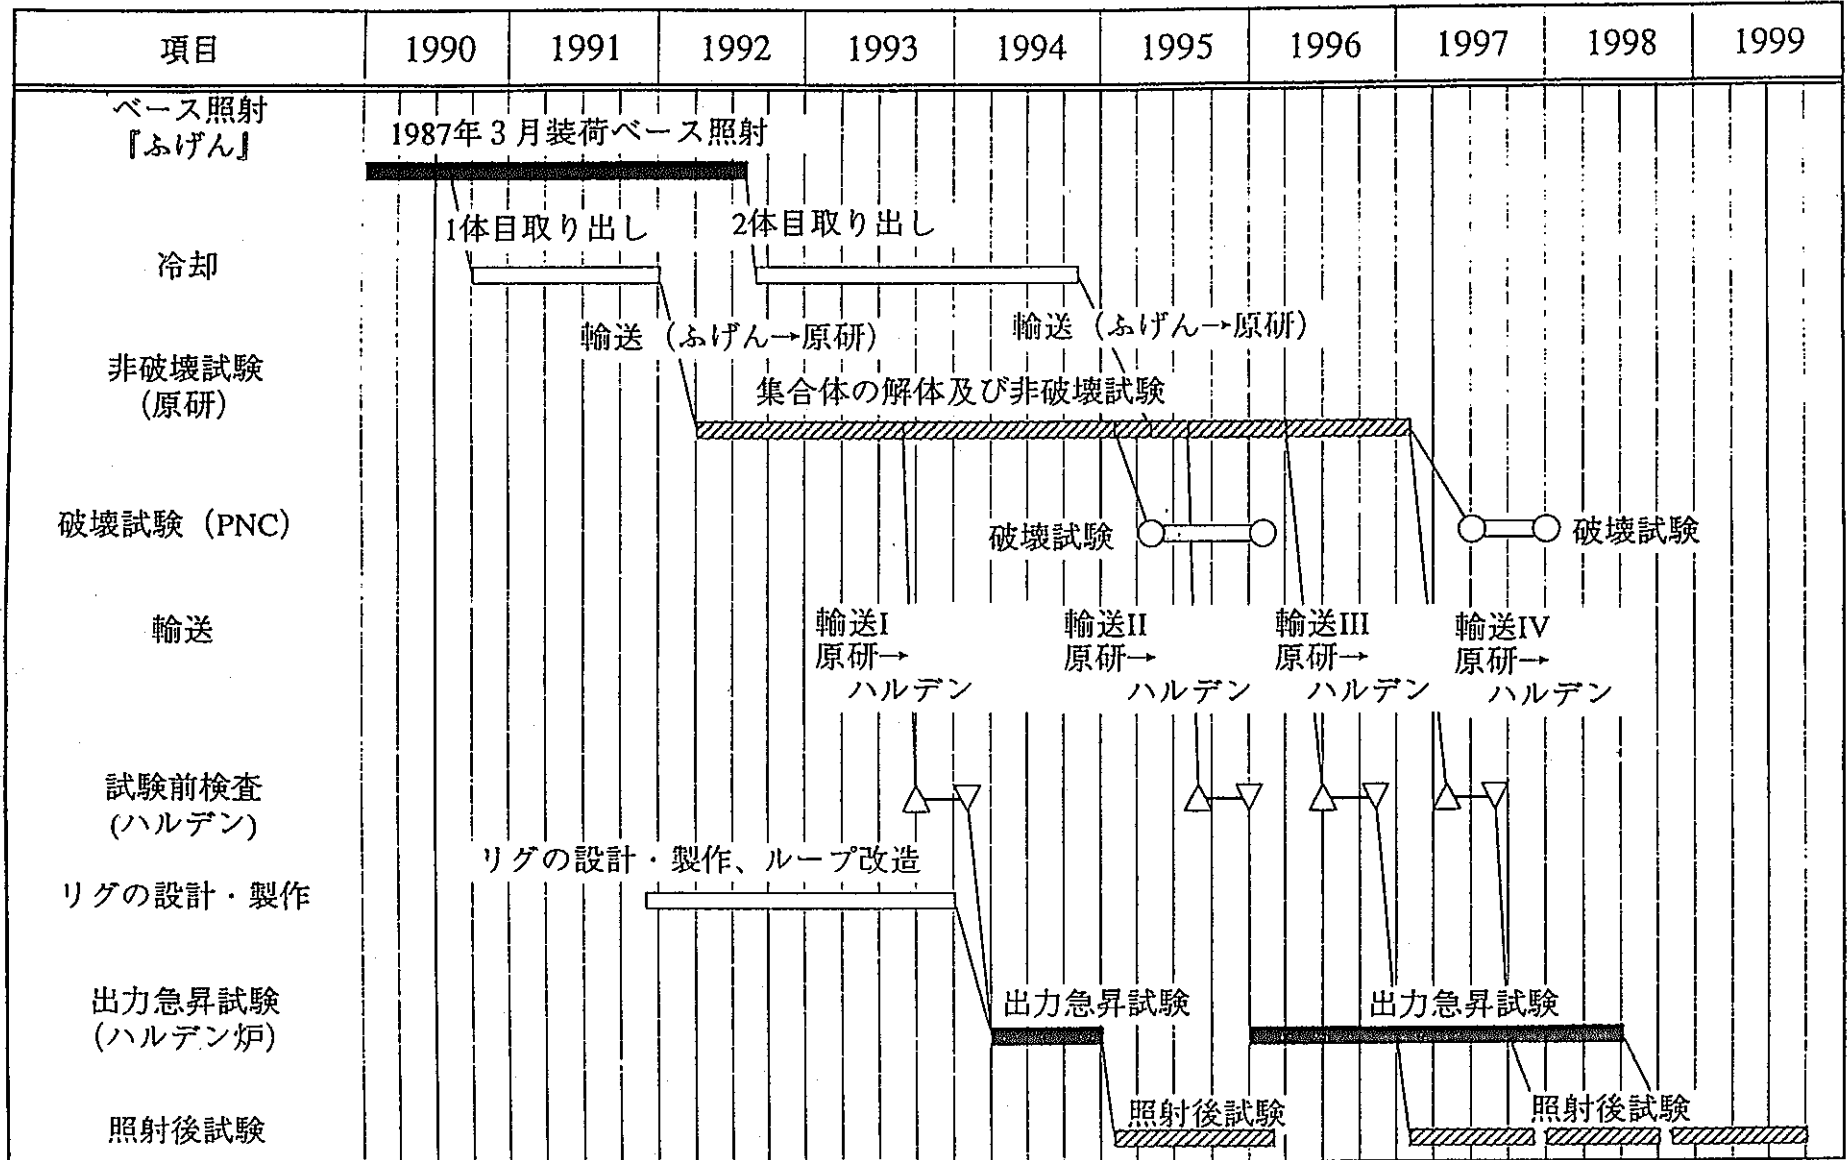 項目 1990 1991 1992 1993 1994 1995 1996 1997 1998 1999
ベース照射
『ふげん』
1987年3月装荷ベース照射
1体目取り出し 2体目取り出し
冷却
輸送（ふげん→原研） 輸送（ふげん→原研）
非破壊試験
(原研)
集合体の解体及び非破壊試験
破壊試験（PNC）
破壊試験 破壊試験
輸送
輸送I 輸送II 輸送III 輸送IV
原研→ 原研→ 原研→ 原研→
ハルデン ハルデン ハルデン ハルデン
試験前検査
(ハルデン)
リグの設計・製作、ループ改造
リグの設計・製作
出力急昇試験
(ハルデン炉)
出力急昇試験 出力急昇試験
照射後試験
照射後試験 照射後試験